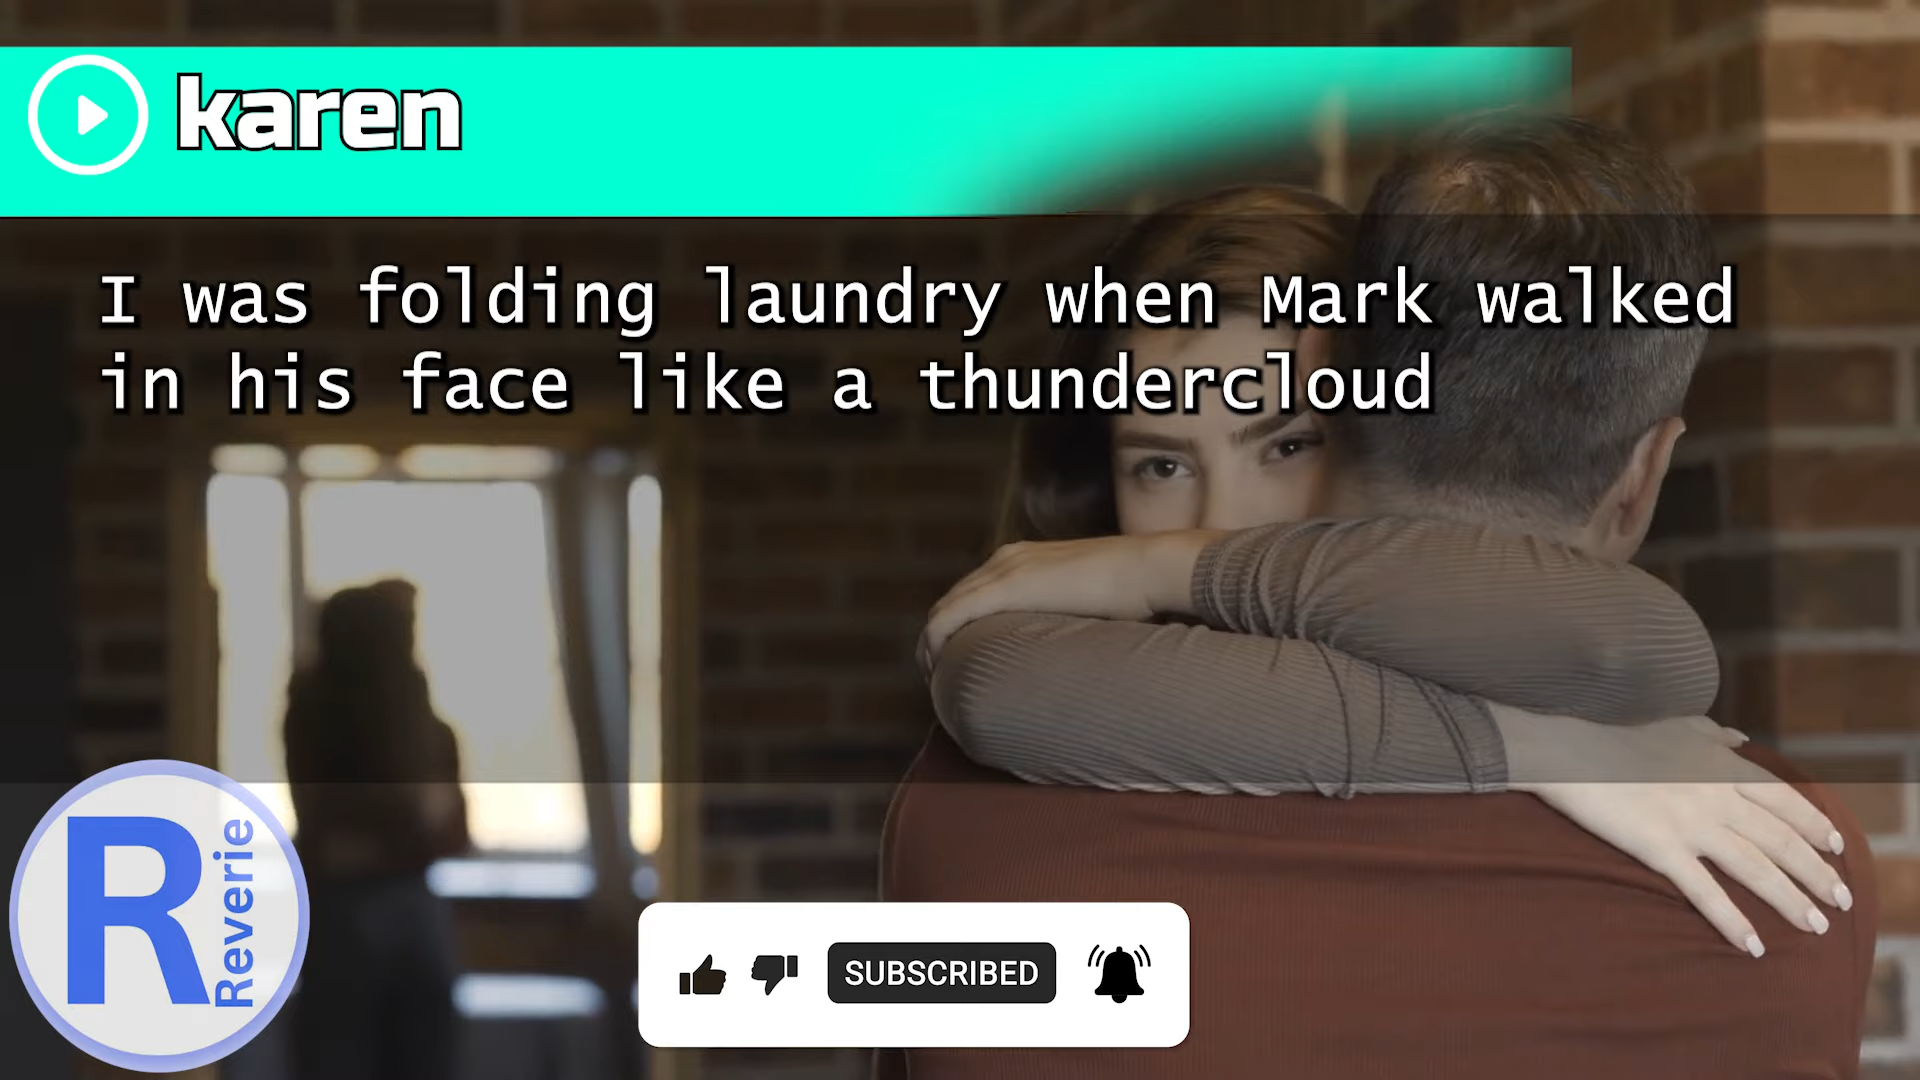 karen
I was folding laundry when Mark walked
in his face like a thundercloud
R
Reverie
SUBSCRIBED